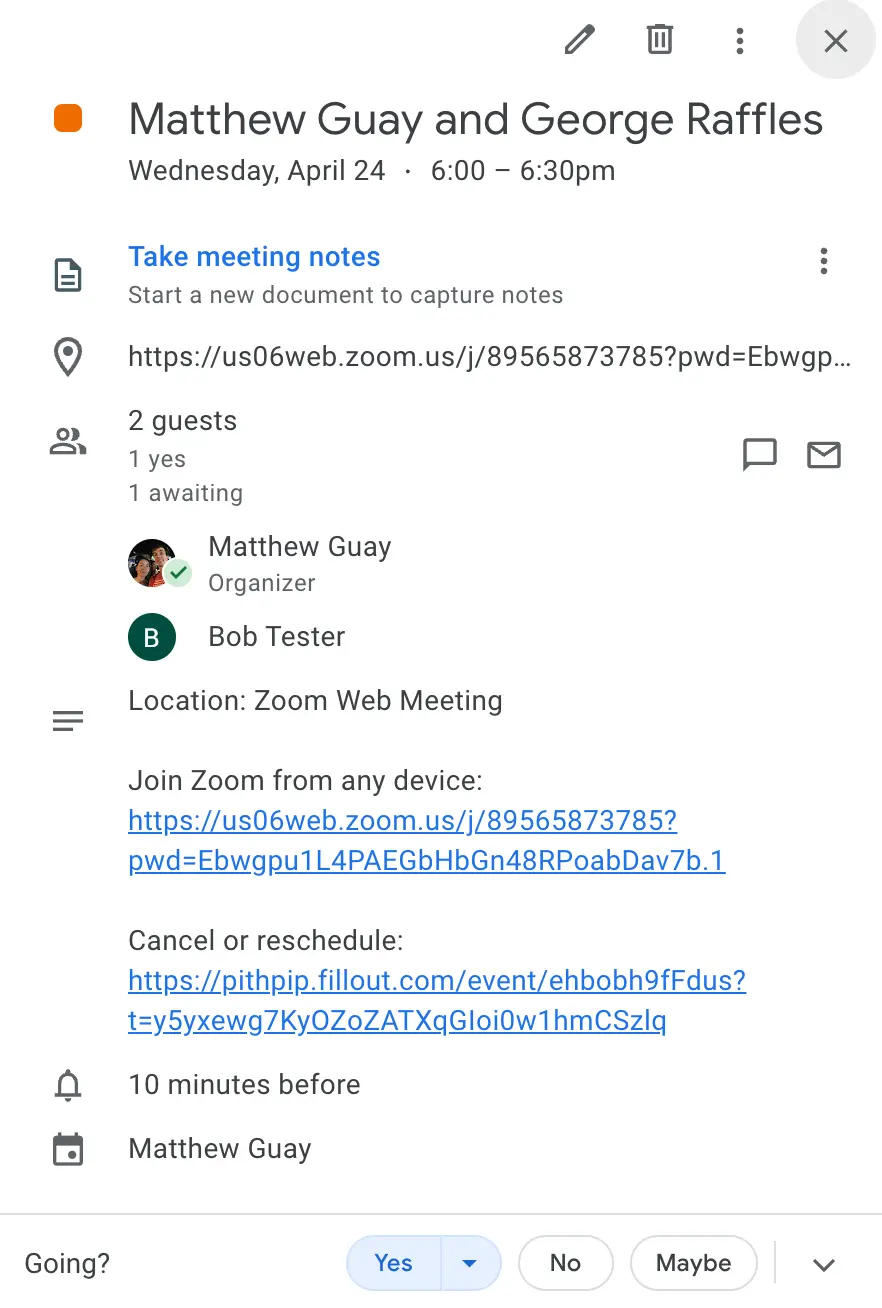 Matthew Guay and George Raffles
Wednesday, April 24 · 6:00 – 6:30pm
Take meeting notes
Start a new document to capture notes
https://us06web.zoom.us/j/89565873785?pwd=Ebwgp...
2 guests
1 yes
1 awaiting
Matthew Guay
Organizer
B
Bob Tester
Location: Zoom Web Meeting
Join Zoom from any device:
https://us06web.zoom.us/j/89565873785?
pwd=Ebwgpu1L4PAEGbHbGn48RPoabDav7b.1
Cancel or reschedule:
https://pithpip.fillout.com/event/ehbobh9fFdus?
t=y5yxewg7KyOZoZATXqGIoi0w1hmCSzlq
10 minutes before
Matthew Guay
Going? Yes No Maybe